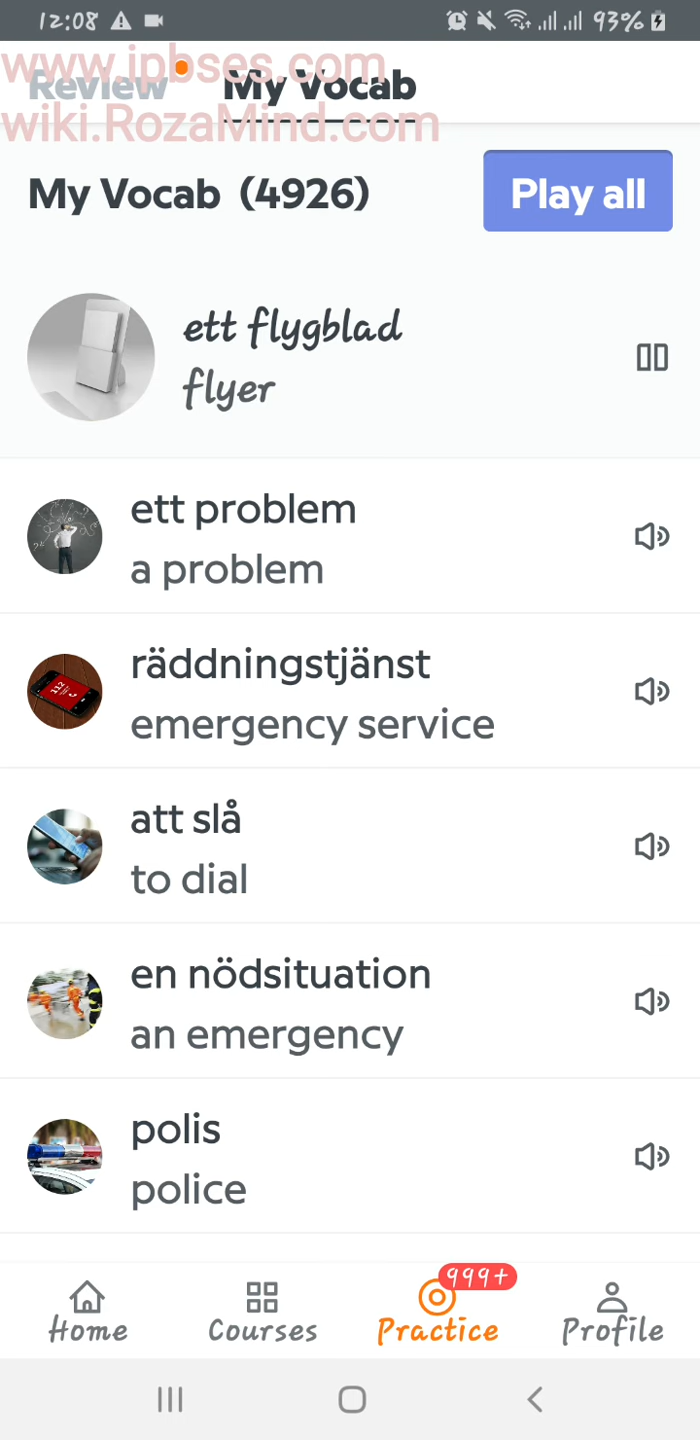 12:08 93%
www.ipbses.com
Review My Vocab
wiki.RozaMind.com
My Vocab (4926) Play all
ett flygblad
flyer
ett problem
a problem
räddningstjänst
emergency service
112
att slå
to dial
en nödsituation
an emergency
polis
police
999+
Home Courses Practice Profile